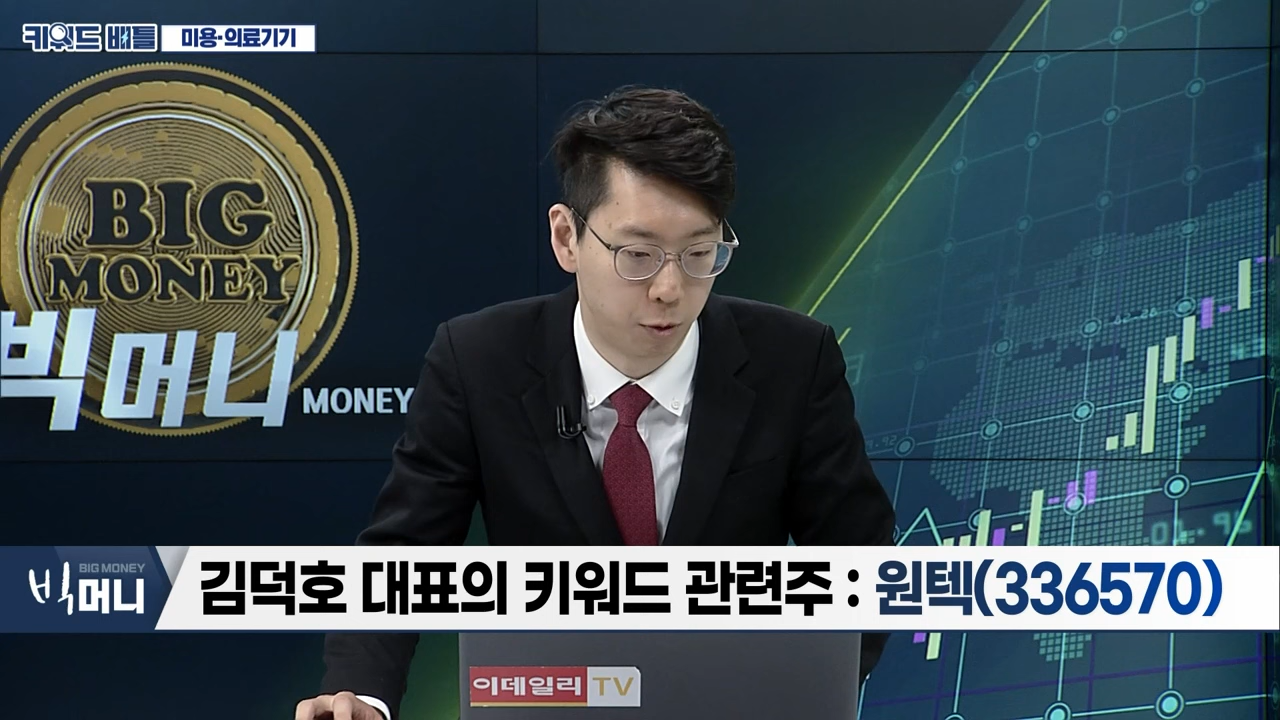 키워드 배틀 미용·의료기기
BIG
MONEY
빅머니 MONEY
BIG MONEY
빅머니
김덕호 대표의 키워드 관련주 : 원텍(336570)
이데일리 TV